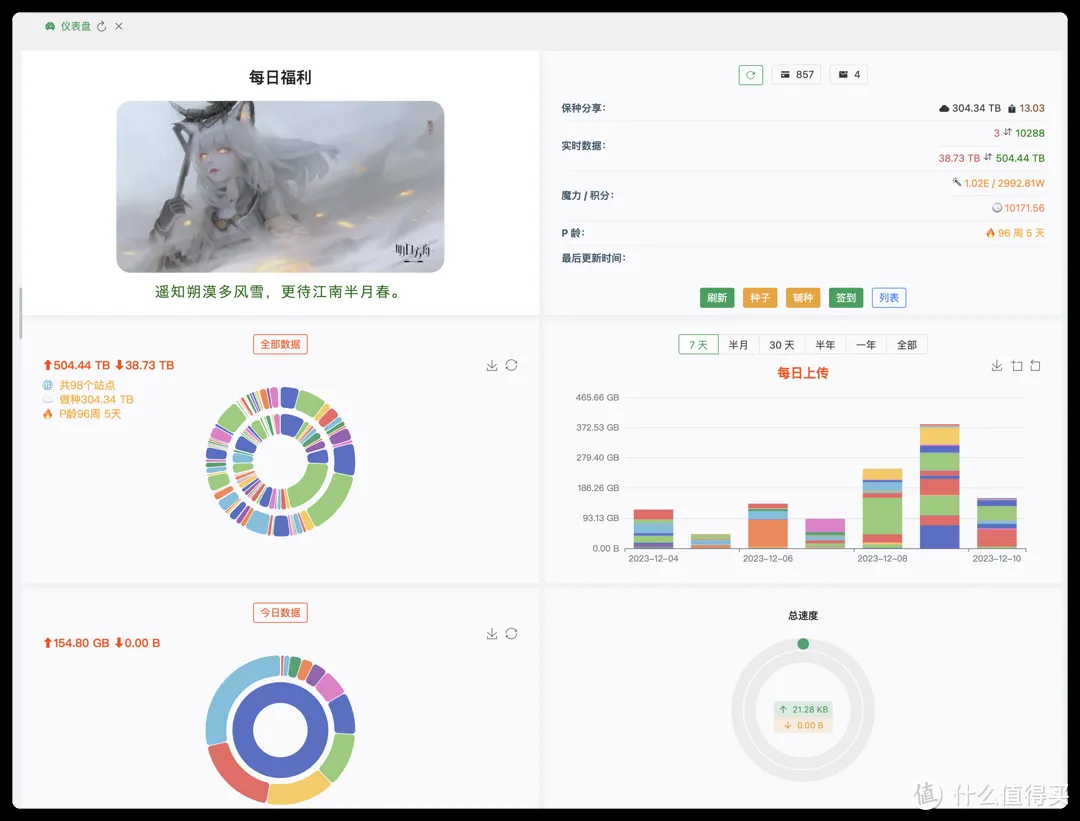 仪表盘
每日福利
明日方舟
遥知朔漠多风雪，更待江南半月春。
857
4
保种分享：
304.34 TB 13.03
实时数据：
3 10288
38.73 TB 504.44 TB
魔力 / 积分：
1.02E / 2992.81W
10171.56
P 龄：
96 周 5 天
最后更新时间：
刷新 种子 辅种 签到 列表
全部数据
504.44 TB 38.73 TB
共98个站点
做种304.34 TB
P龄96周 5天
7 天 半月 30 天 半年 一年 全部
每日上传
465.66 GB
372.53 GB
279.40 GB
186.26 GB
93.13 GB
0.00 B
2023-12-04 2023-12-06 2023-12-08 2023-12-10
今日数据
154.80 GB 0.00 B
总速度
21.28 KB
0.00 B
值 什么值得买